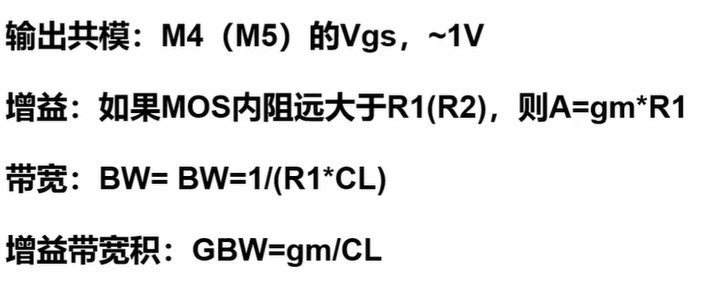 输出共模：M4（M5）的Vgs，~1V
增益：如果MOS内阻远大于R1(R2)，则A=gm*R1
带宽：BW= BW=1/(R1*CL)
增益带宽积：GBW=gm/CL